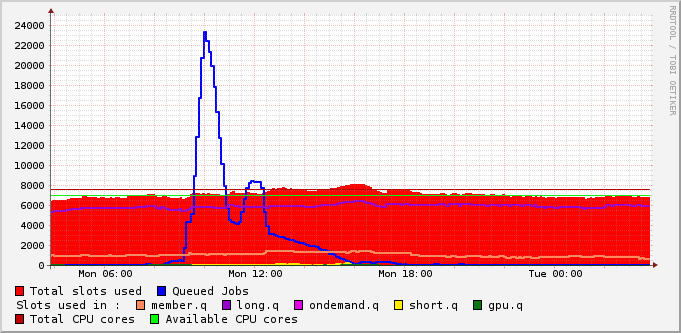 RRDTOOL / TOBI OETIKER
24000
22000
20000
18000
16000
14000
12000
10000
8000
6000
4000
2000
0
Mon 06:00 Mon 12:00 Mon 18:00 Tue 00:00
Total slots used Queued Jobs
Slots used in : member.q long.q ondemand.q short.q gpu.q
Total CPU cores Available CPU cores